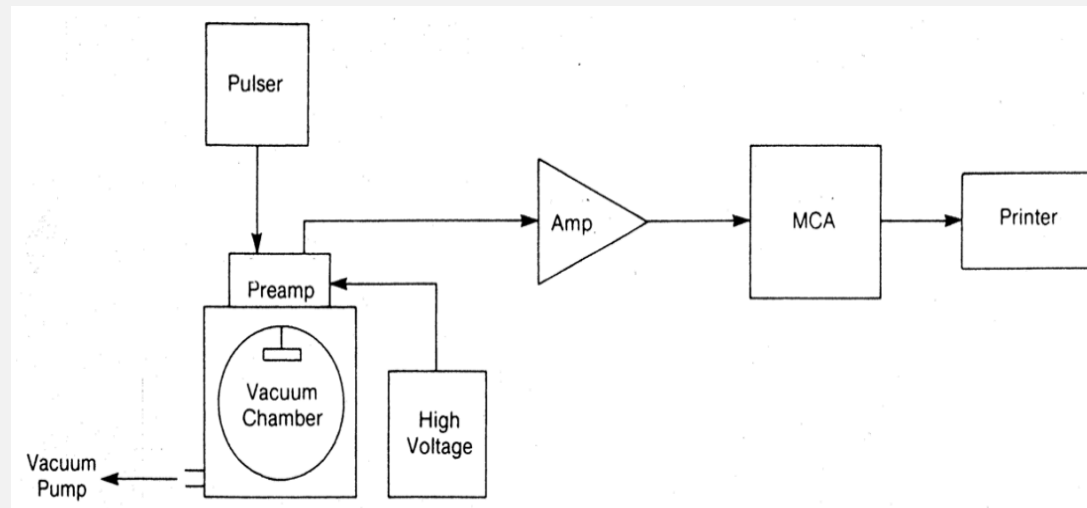 Pulser
Amp
MCA
Printer
Preamp
Vacuum
Chamber
High
Voltage
Vacuum
Pump